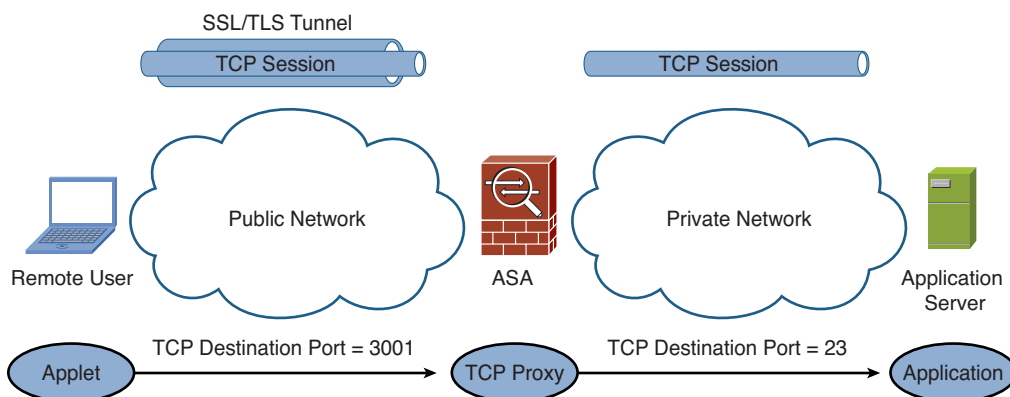 SSL/TLS Tunnel
TCP Session
TCP Session
Public Network
Private Network
Remote User
ASA
Application
Server
TCP Destination Port = 3001
TCP Destination Port = 23
Applet
TCP Proxy
Application